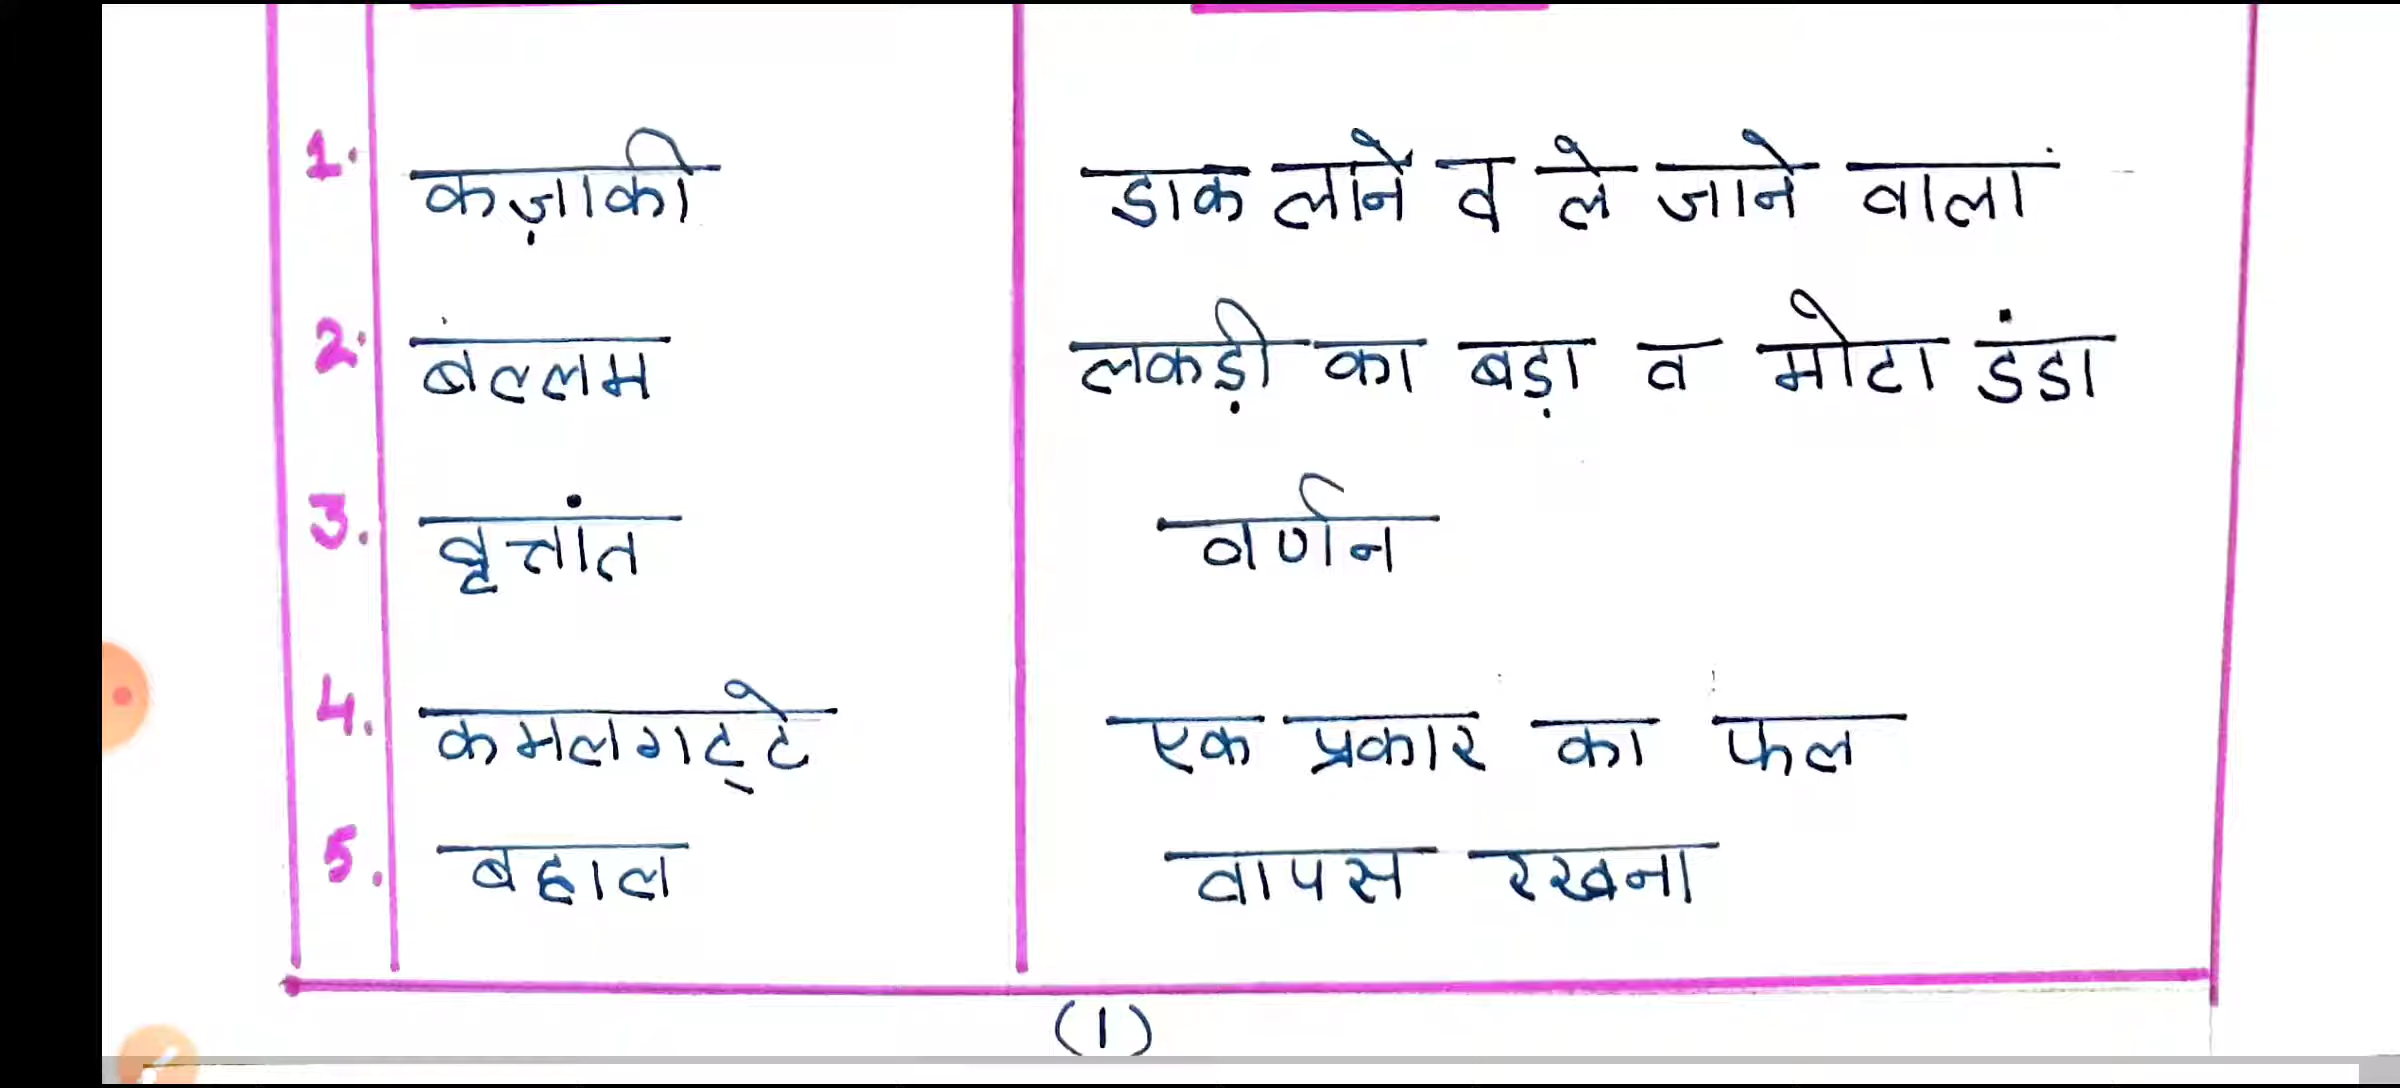 1. कज़ाकी डाक लाने व ले जाने वाला
2. बल्लम लकड़ी का बड़ा व मोटा डंडा
3. वृत्तांत वर्णन
4. कमलगट्टे एक प्रकार का फल
5. बहाल वापस रखना
(1)